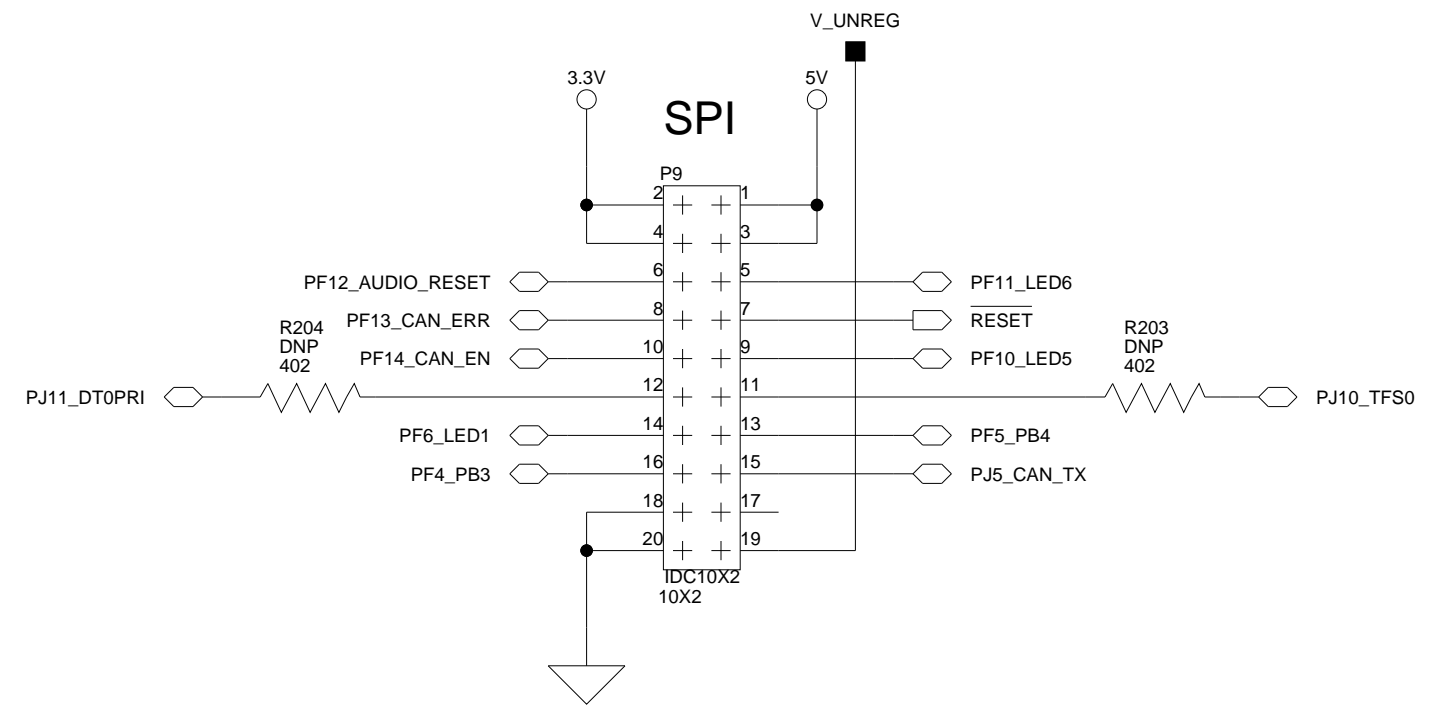 V_UNREG
3.3V
5V
SPI
P9
2
1
4
3
PF12_AUDIO_RESET
6
5
PF11_LED6
PF13_CAN_ERR
8
7
RESET
R204
DNP
402
R203
DNP
402
PF14_CAN_EN
10
9
PF10_LED5
PJ11_DT0PRI
12
11
PJ10_TFS0
PF6_LED1
14
13
PF5_PB4
PF4_PB3
16
15
PJ5_CAN_TX
18
17
20
19
IDC10X2
10X2